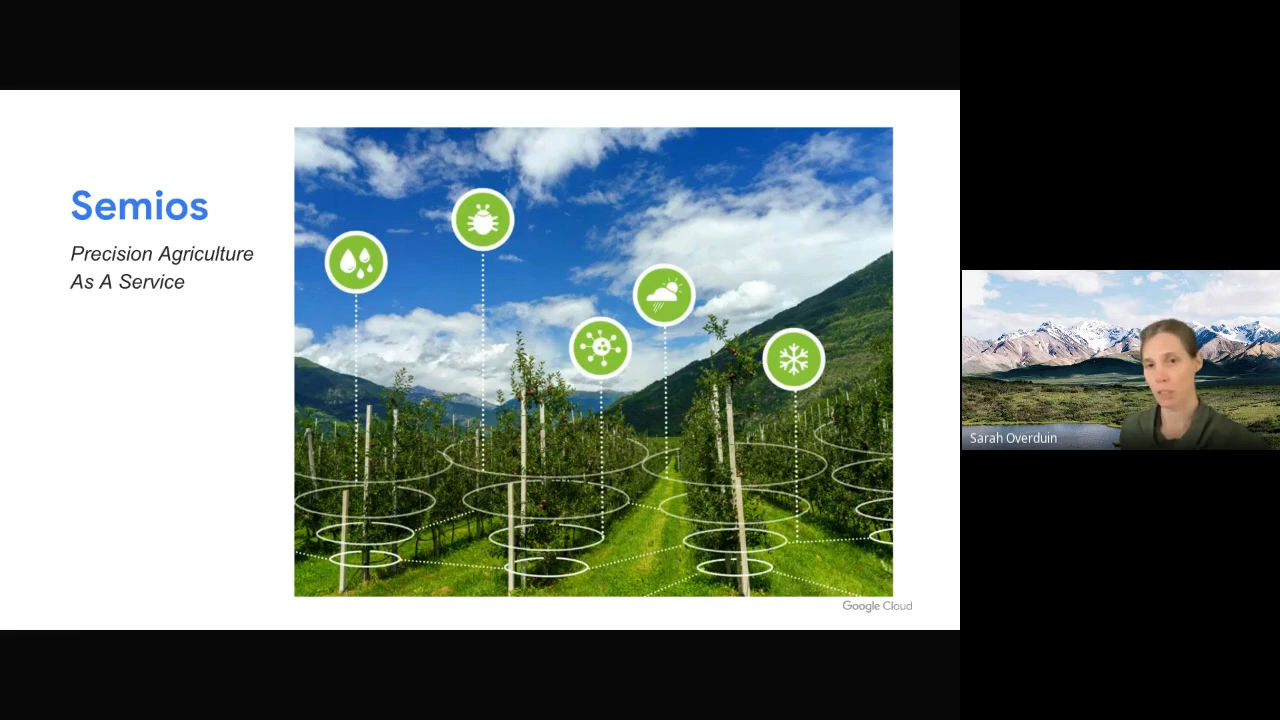 Semios
Precision Agriculture
As A Service
Google Cloud
Sarah Overduin